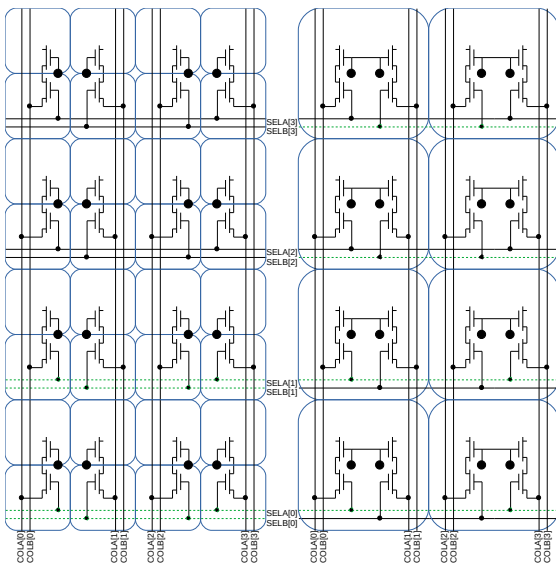 SELA[3]
SELB[3]
SELA[2]
SELB[2]
SELA[1]
SELB[1]
SELA[0]
SELB[0]
COLA[0]
COLB[0]
COLA[1]
COLB[1]
COLA[2]
COLB[2]
COLA[3]
COLB[3]
COLA[0]
COLB[0]
COLA[1]
COLB[1]
COLA[2]
COLB[2]
COLA[3]
COLB[3]